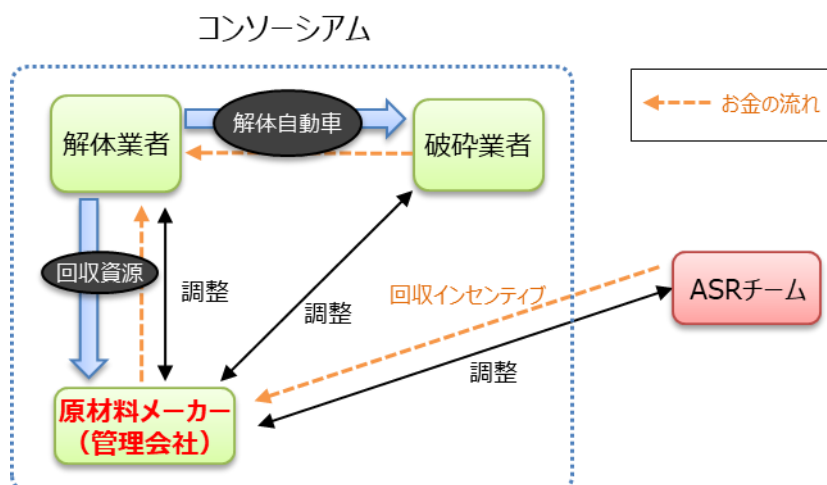 コンソーシアム
解体業者
解体自動車
破砕業者
お金の流れ
回収資源
調整
調整
回収インセンティブ
ASRチーム
調整
原材料メーカー
(管理会社)